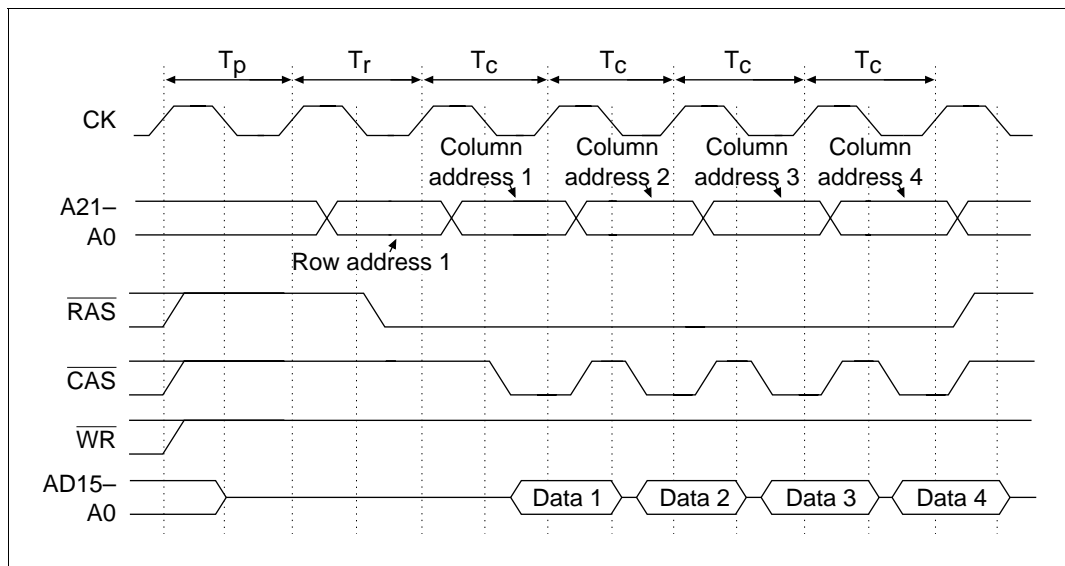 Tp Tr Tc Tc Tc Tc
CK
Column address 1
Column address 2
Column address 3
Column address 4
A21–
A0
Row address 1
RAS
CAS
WR
AD15–
A0
Data 1 Data 2 Data 3 Data 4